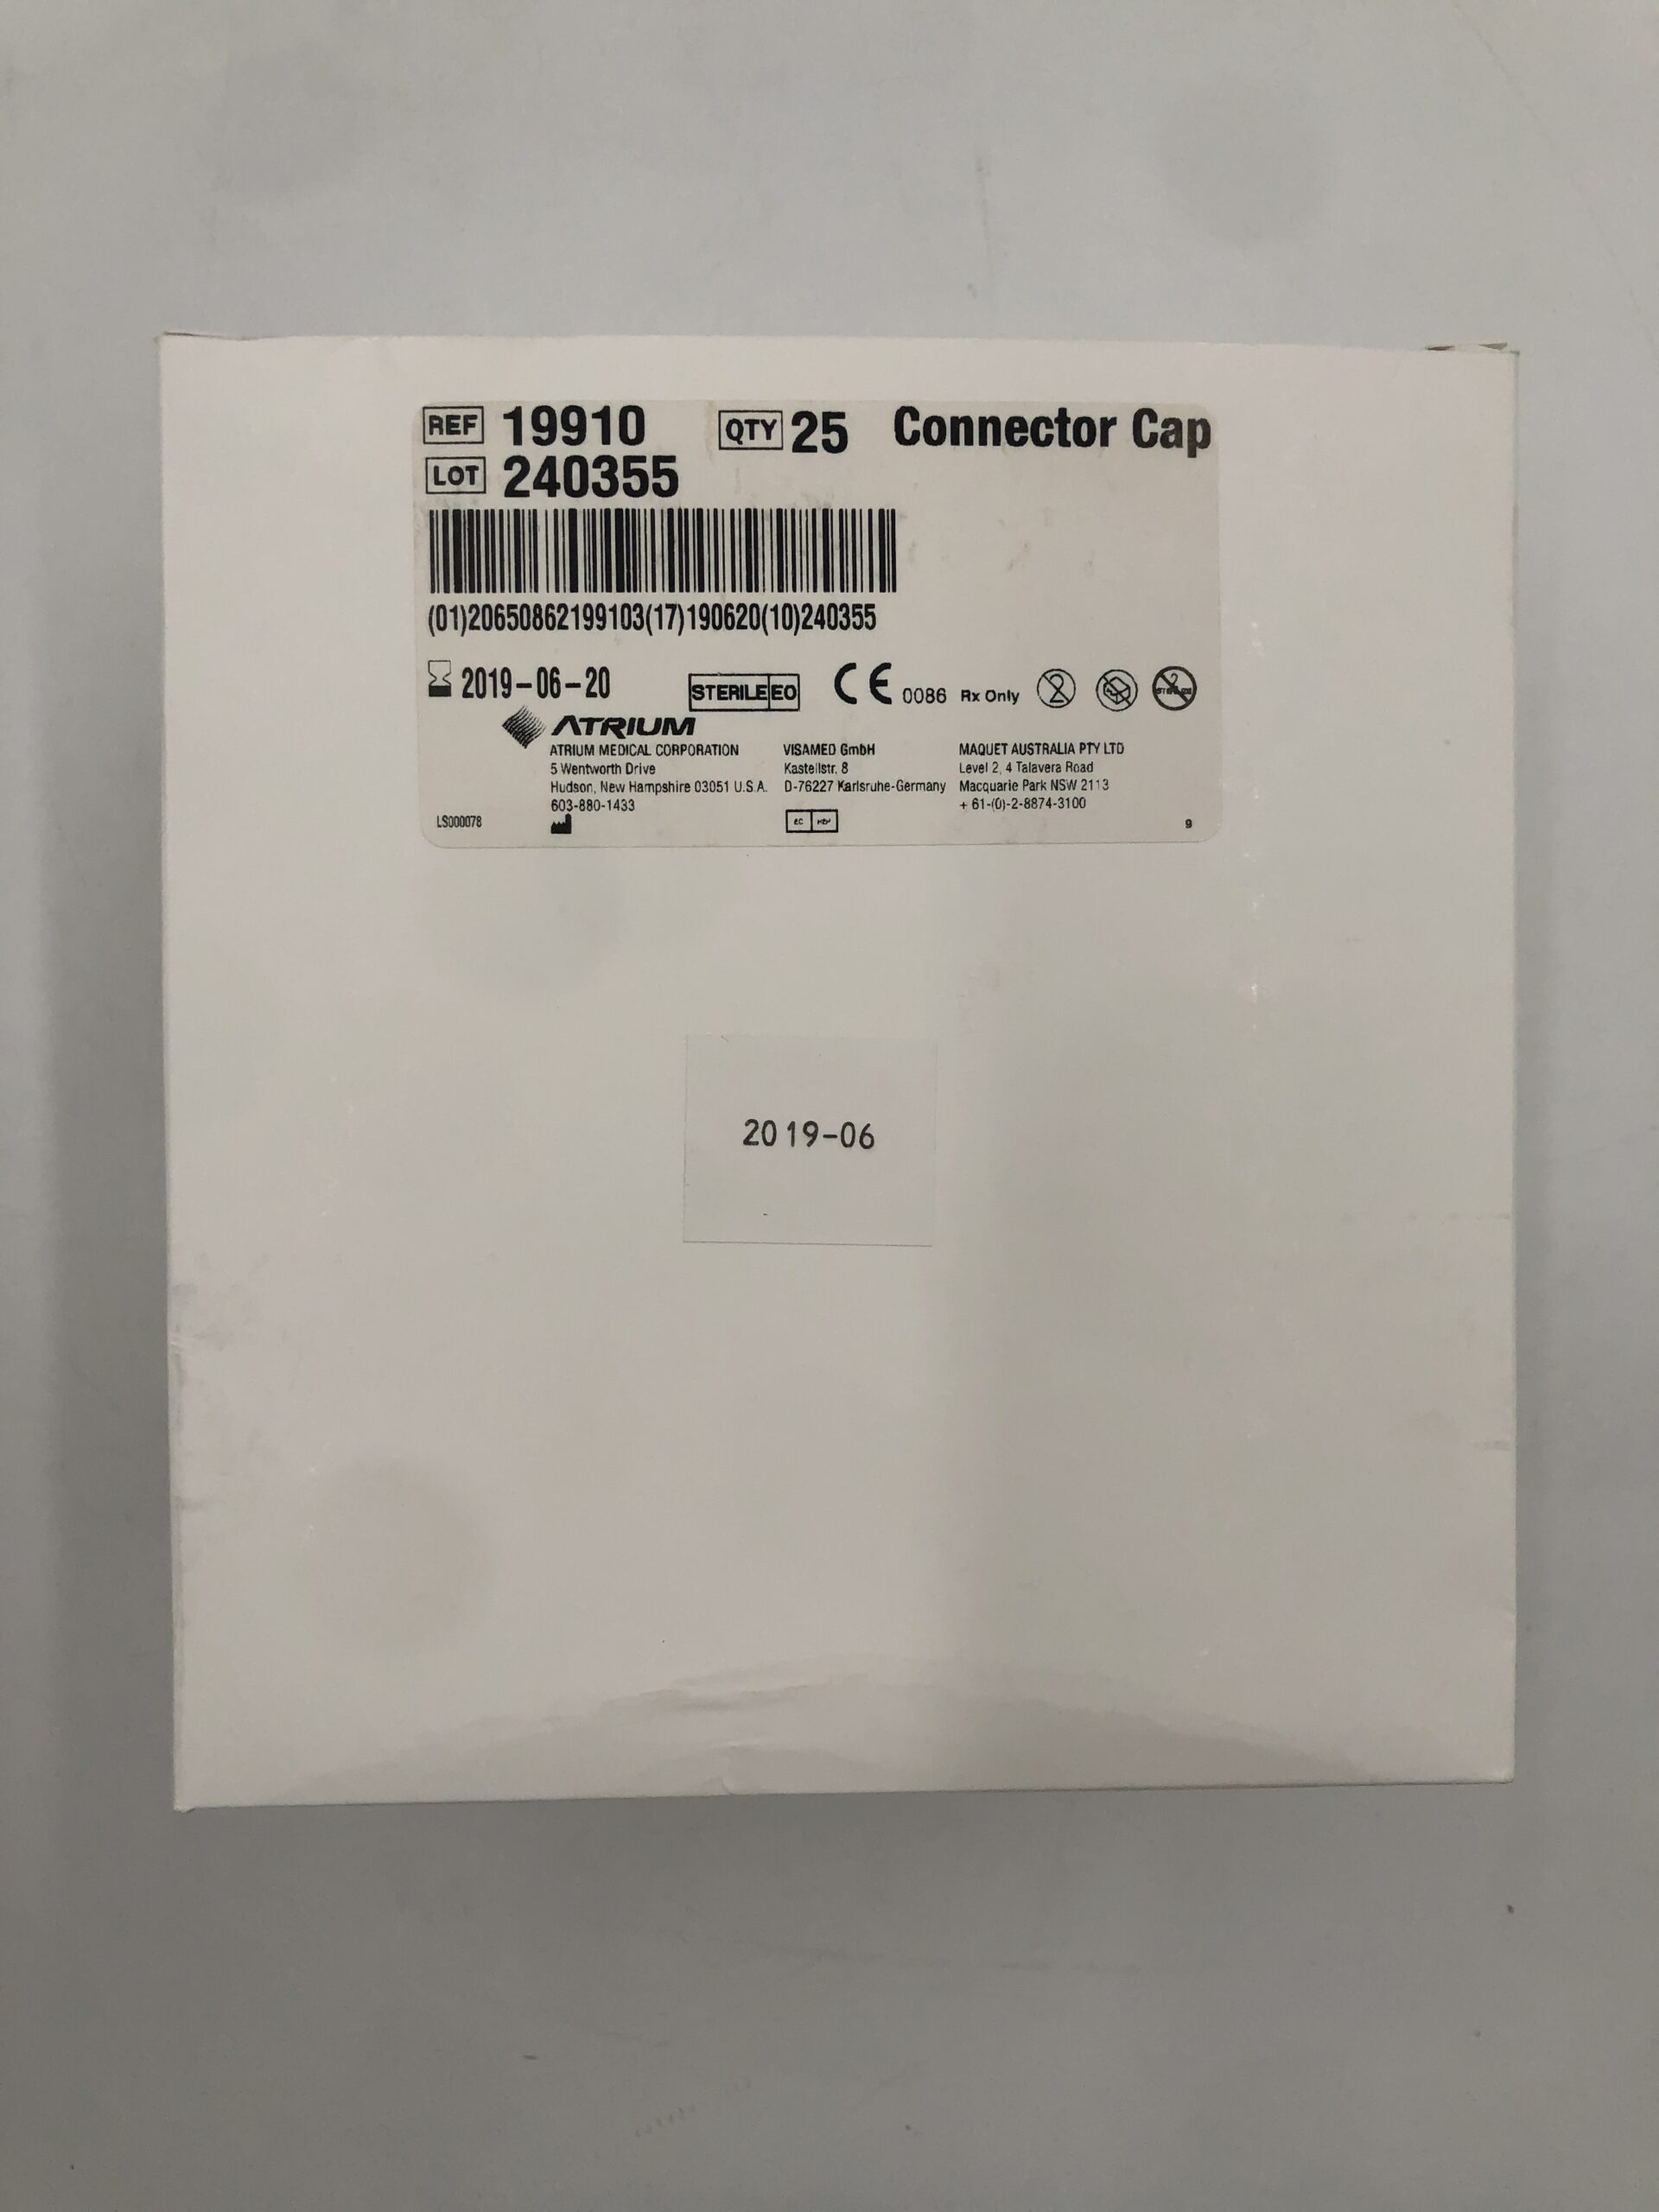 REF 19910 QTY 25 Connector Cap
LOT 240355
(01)20650862199103(17)190620(10)240355
2019-06-20 STERILE EO CE 0086 Rx Only
ATRIUM
ATRIUM MEDICAL CORPORATION
5 Wentworth Drive
Hudson, New Hampshire 03051 U.S.A.
603-880-1433
VISAMED GmbH
Kastellstr. 8
D-76227 Karlsruhe-Germany
EC REP
MAQUET AUSTRALIA PTY LTD
Level 2, 4 Talavera Road
Macquarie Park NSW 2113
+ 61-(0)-2-8874-3100
LS000078
9
2019-06